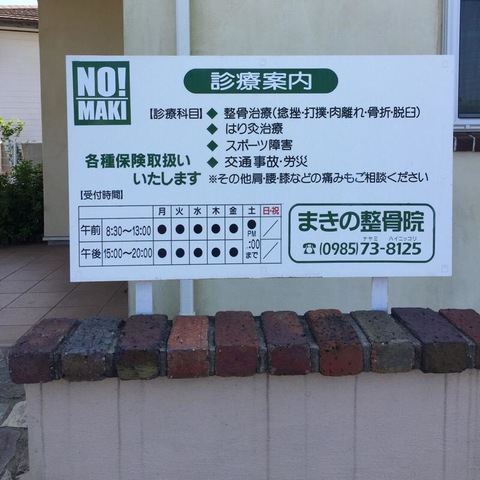 NO!
MAKI
診療案内
【診療科目】◆ 整骨治療(捻挫・打撲・肉離れ・骨折・脱臼)
◆ はり灸治療
◆ スポーツ障害
◆ 交通事故・労災
各種保険取扱い
いたします
※その他肩・腰・膝などの痛みもご相談ください
【受付時間】
月 火 水 木 金 土 日・祝
午前 8:30~13:00 ● ● ● ● ● ● ／
午後 15:00~20:00 ● ● ● ● ● PM :00 まで ／
まきの整骨院
ナヤミ ハイニッコリ
☎(0985)73-8125